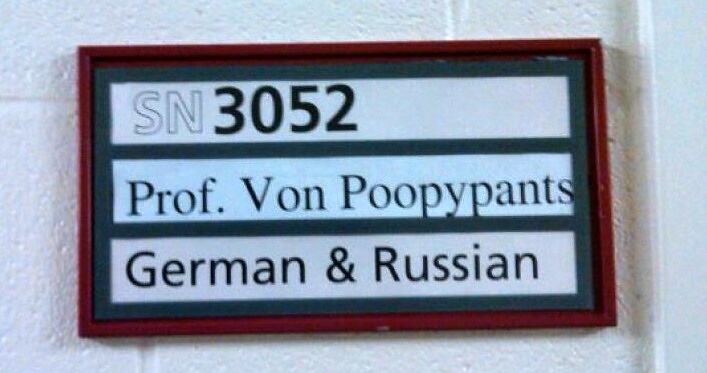 SN 3052
Prof. Von Poopypants
German & Russian